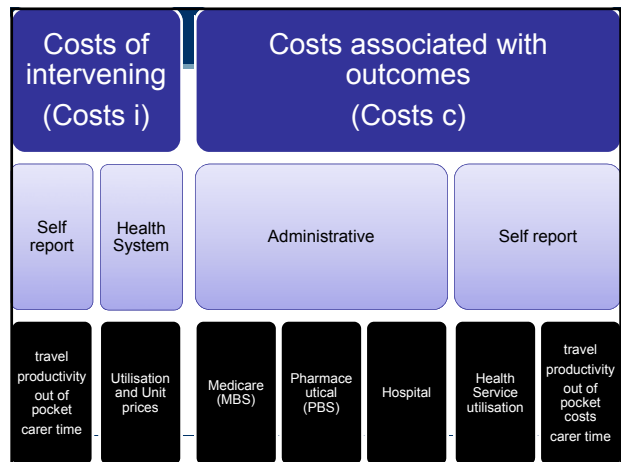 Costs of
intervening
(Costs i)
Costs associated with
outcomes
(Costs c)
Self
report
Health
System
Administrative
Self report
travel
productivity
out of
pocket
carer time
Utilisation
and Unit
prices
Medicare
(MBS)
Pharmace
utical
(PBS)
Hospital
Health
Service
utilisation
travel
productivity
out of
pocket
costs
carer time